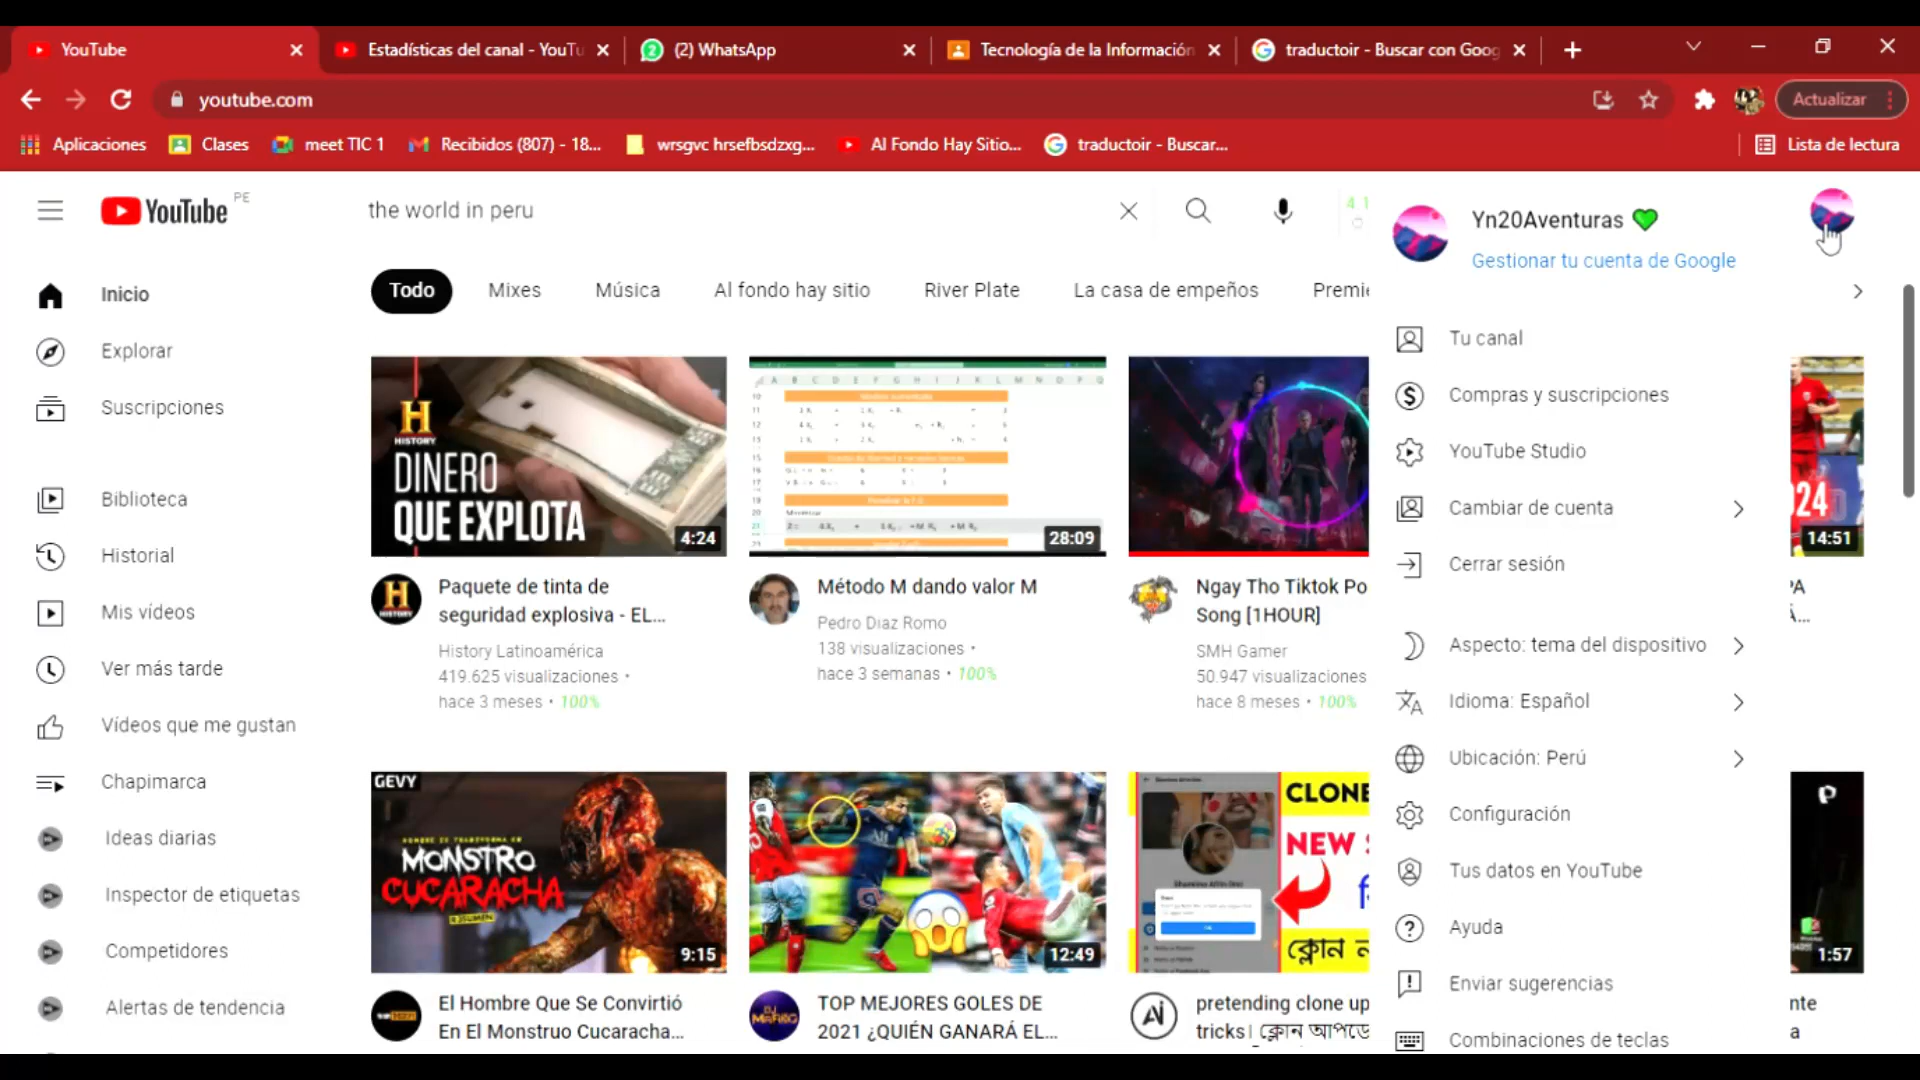 YouTube
Estadísticas del canal - YouTu
(2) WhatsApp
Tecnología de la Información
traductoir - Buscar con Goog
youtube.com
Actualizar
Aplicaciones
Clases
meet TIC 1
Recibidos (807) - 18...
wrsgvc hrsefbsdzxg...
Al Fondo Hay Sitio...
traductoir - Buscar...
Lista de lectura
YouTube PE
the world in peru
Yn20Aventuras
Gestionar tu cuenta de Google
Inicio
Explorar
Suscripciones
Biblioteca
Historial
Mis vídeos
Ver más tarde
Vídeos que me gustan
Chapimarca
Ideas diarias
Inspector de etiquetas
Competidores
Alertas de tendencia
Todo
Mixes
Música
Al fondo hay sitio
River Plate
La casa de empeños
Premie
H
HISTORY
DINERO
QUE EXPLOTA
4:24
Paquete de tinta de
seguridad explosiva - EL...
History Latinoamérica
419.625 visualizaciones •
hace 3 meses • 100%
28:09
Método M dando valor M
Pedro Diaz Romo
138 visualizaciones •
hace 3 semanas • 100%
Ngay Tho Tiktok Po
Song [1HOUR]
SMH Gamer
50.947 visualizaciones
hace 8 meses • 100%
GEVY
MONSTRO
CUCARACHA
RESUMEN
9:15
El Hombre Que Se Convirtió
En El Monstruo Cucaracha...
12:49
TOP MEJORES GOLES DE
2021 ¿QUIÉN GANARÁ EL...
CLONE
NEW
ক্লোন
pretending clone up
tricks। ক্লোন আপডে
Tu canal
Compras y suscripciones
YouTube Studio
Cambiar de cuenta
Cerrar sesión
Aspecto: tema del dispositivo
Idioma: Español
Ubicación: Perú
Configuración
Tus datos en YouTube
Ayuda
Enviar sugerencias
Combinaciones de teclas
14:51
1:57